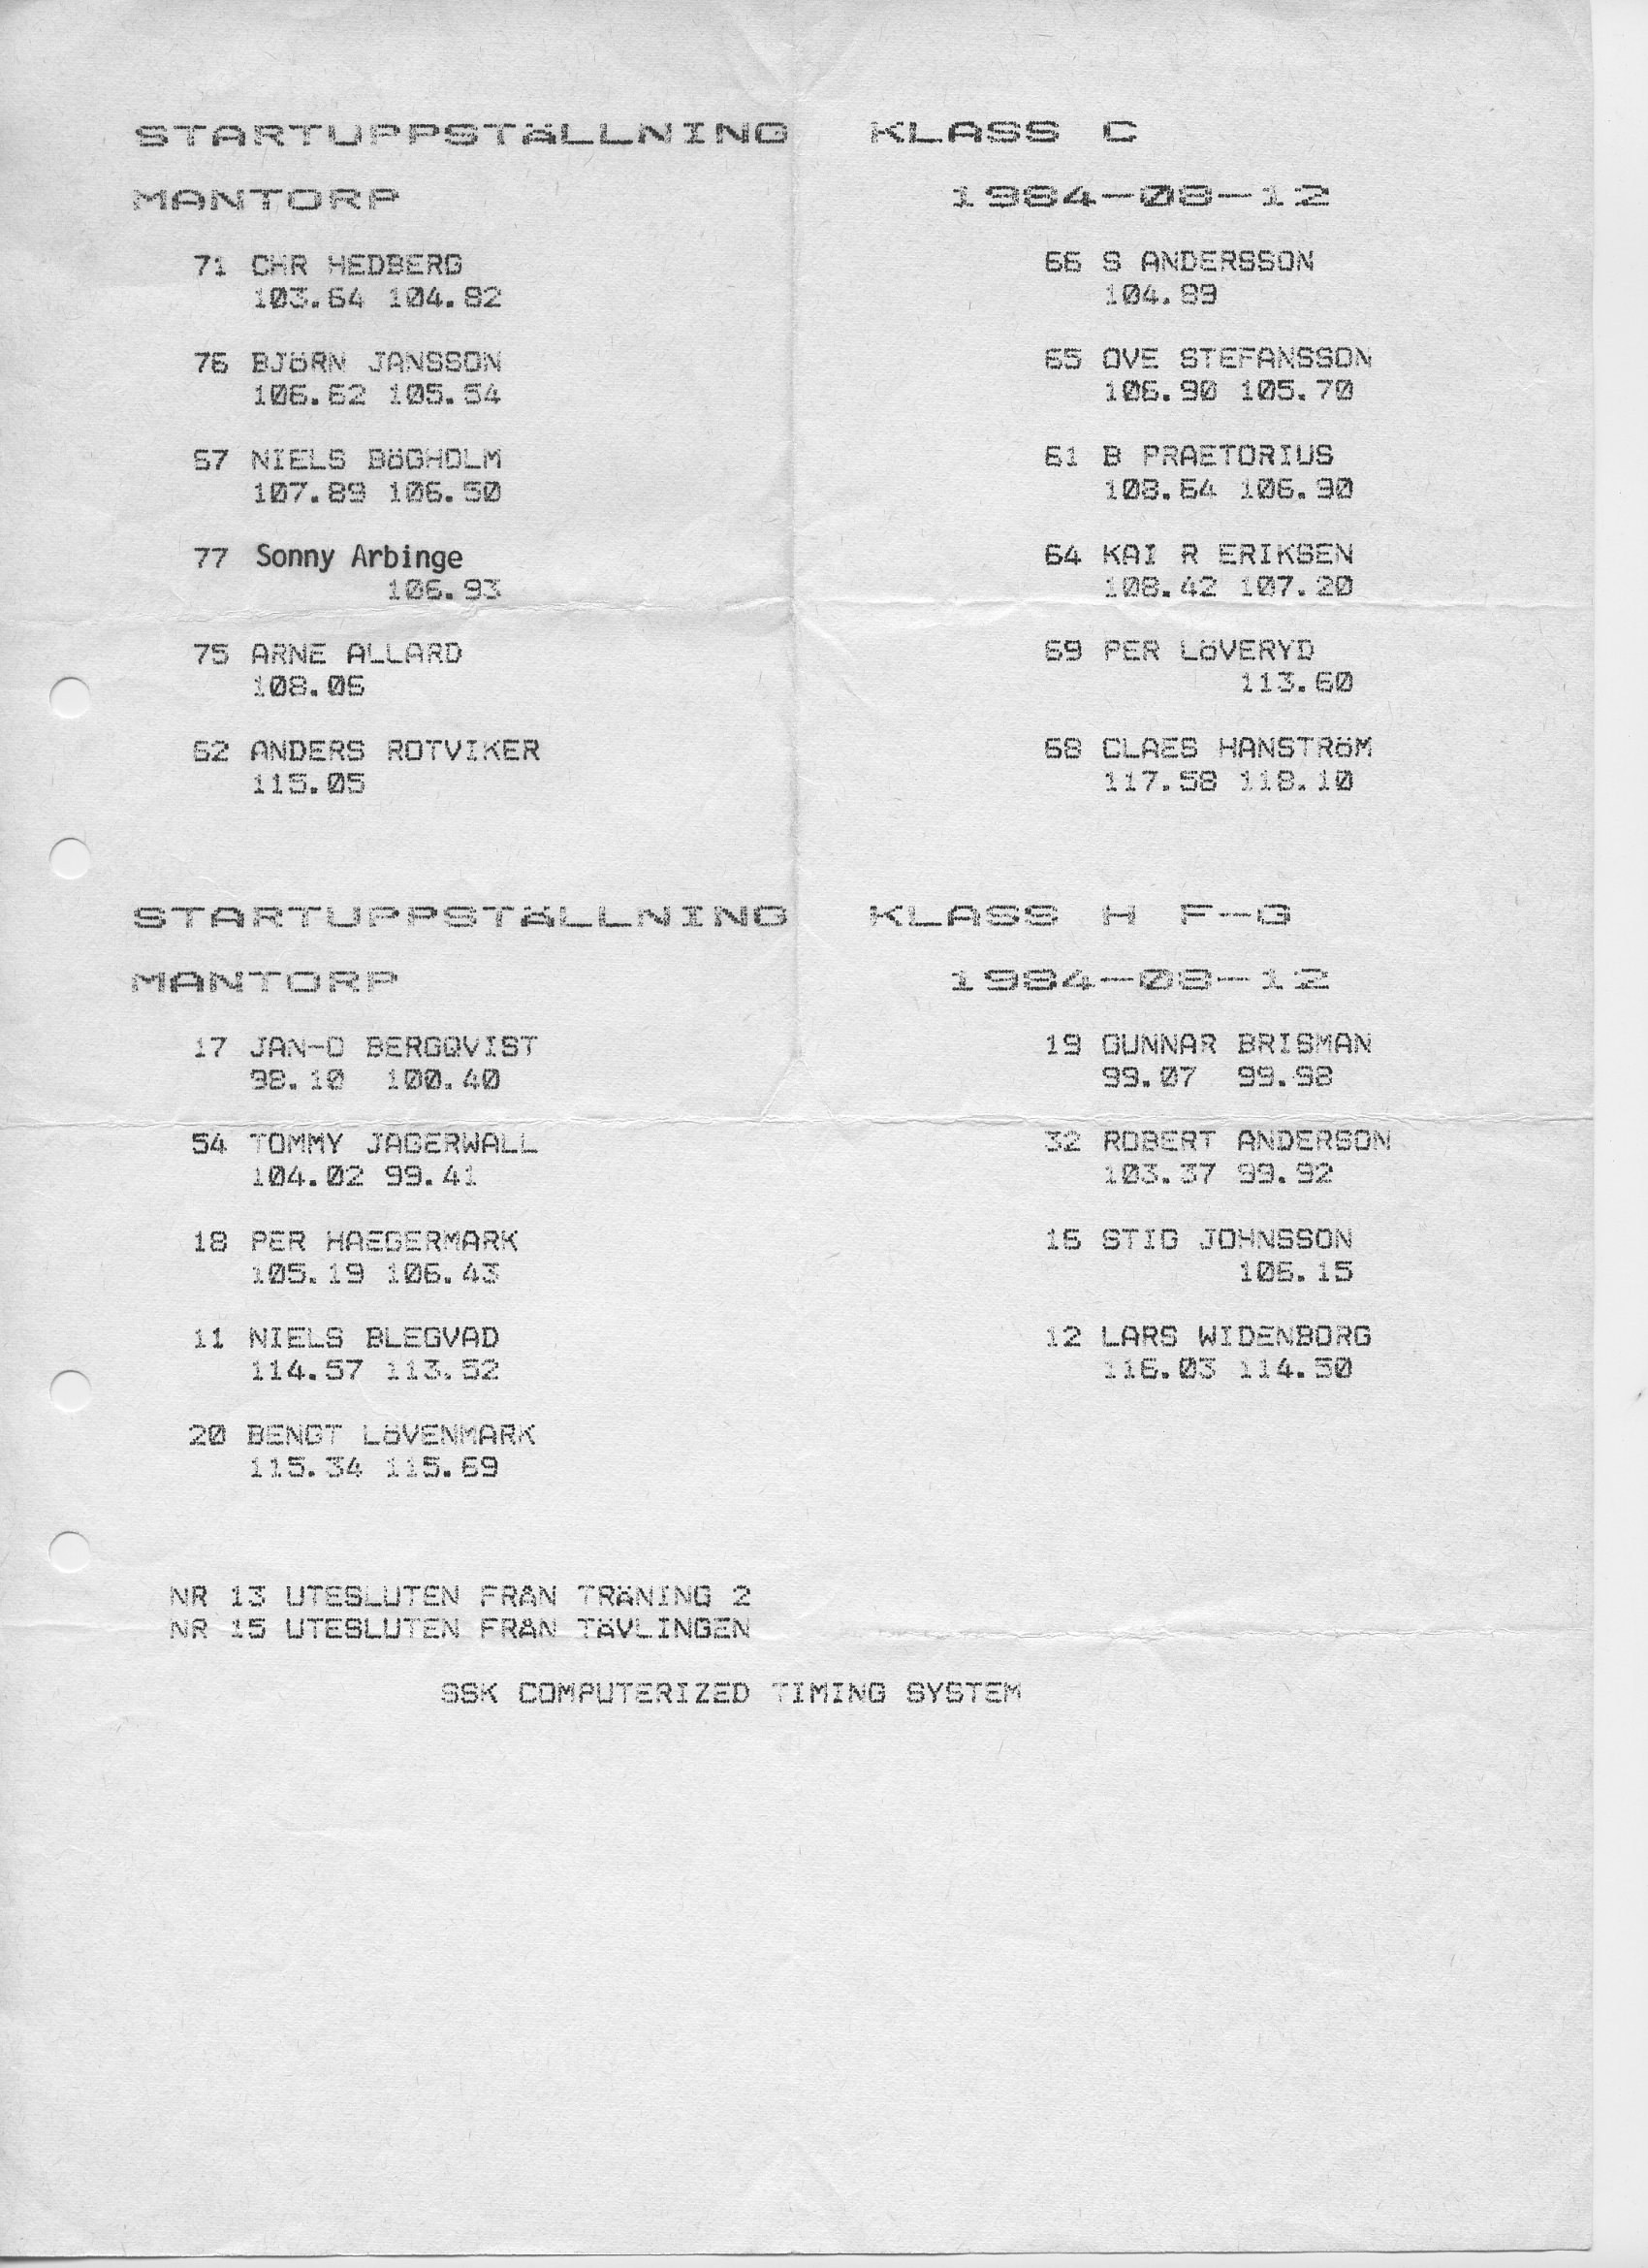 STARTUPPSTÄLLNING KLASS C
MANTORP 1984-08-12
71 CHR HEDBERG 66 S ANDERSSON
103.64 104.82 104.89
76 BJÖRN JANSSON 65 OVE STEFANSSON
106.62 105.54 106.90 105.70
67 NIELS BÖGHOLM 61 B PRAETORIUS
107.89 106.50 108.64 106.90
77 Sonny Arbinge 64 KAI R ERIKSEN
106.93 108.42 107.20
75 ARNE ALLARD 69 PER LÖVERYD
108.06 113.60
62 ANDERS ROTVIKER 68 CLAES HANSTRÖM
115.05 117.58 118.10
STARTUPPSTÄLLNING KLASS H F-G
MANTORP 1984-08-12
17 JAN-O BERGQVIST 19 GUNNAR BRISMAN
98.10 100.40 99.07 99.98
54 TOMMY JAGERWALL 32 ROBERT ANDERSON
104.02 99.41 103.37 99.92
18 PER HAEGERMARK 16 STIG JOHNSSON
105.19 106.43 106.15
11 NIELS BLEGVAD 12 LARS WIDENBORG
114.57 113.52 116.03 114.50
20 BENGT LÖVENMARK
115.34 115.69
NR 13 UTESLUTEN FRÅN TRÄNING 2
NR 15 UTESLUTEN FRÅN TÄVLINGEN
SSK COMPUTERIZED TIMING SYSTEM